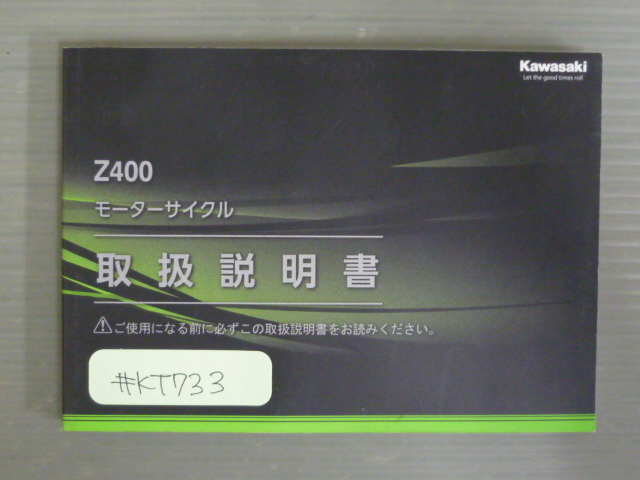 Kawasaki
Let the good times roll
Z400
モーターサイクル
取扱説明書
⚠ご使用になる前に必ずこの取扱説明書をお読みください。
#KT733